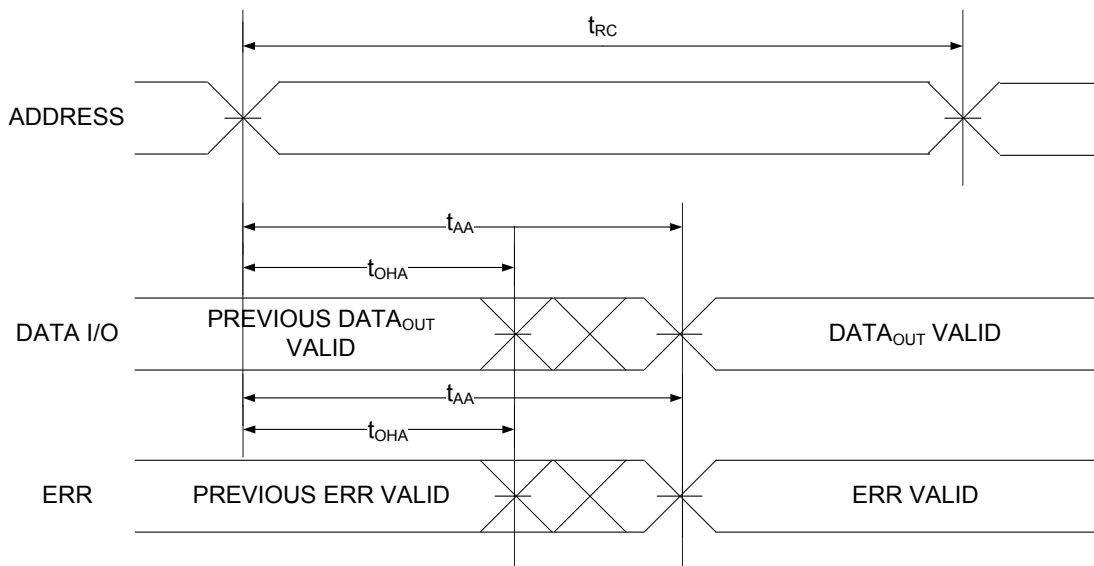 tRC
ADDRESS
tAA
tOHA
DATA I/O
PREVIOUS DATAOUT
VALID
DATAOUT VALID
tAA
tOHA
ERR
PREVIOUS ERR VALID
ERR VALID